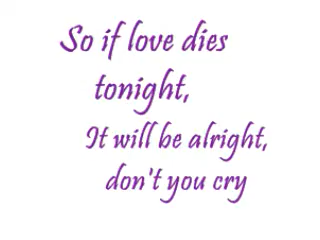 So if love dies
tonight,
It will be alright,
don't you cry